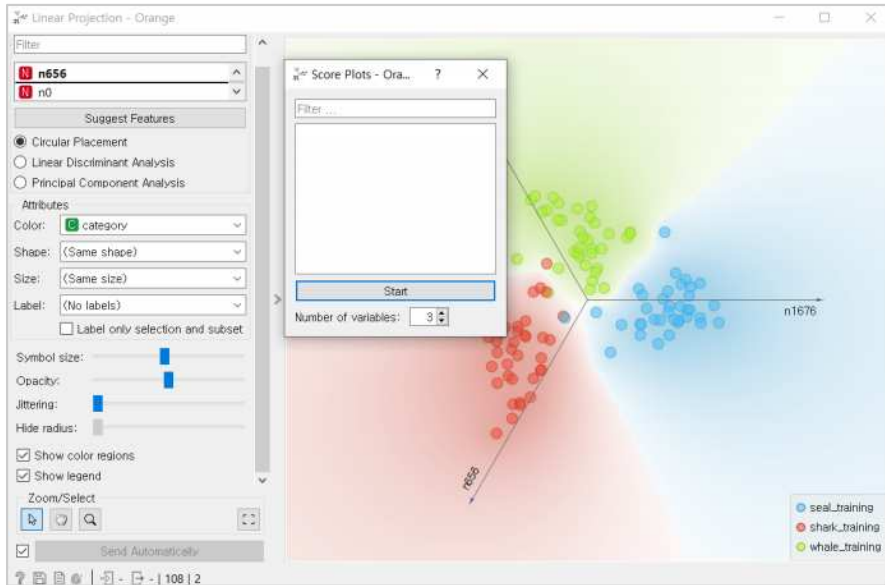 Linear Projection - Orange
Filter
N n656
N n0
Suggest Features
Circular Placement
Linear Discriminant Analysis
Principal Component Analysis
Attributes
Color: C category
Shape: (Same shape)
Size: (Same size)
Label: (No labels)
Label only selection and subset
Symbol size:
Opacity:
Jittering:
Hide radius:
Show color regions
Show legend
Zoom/Select
Send Automatically
? - - | 108 | 2
Score Plots - Ora... ?
Filter ...
Start
Number of variables: 3
n1676
n656
seal_training
shark_training
whale_training